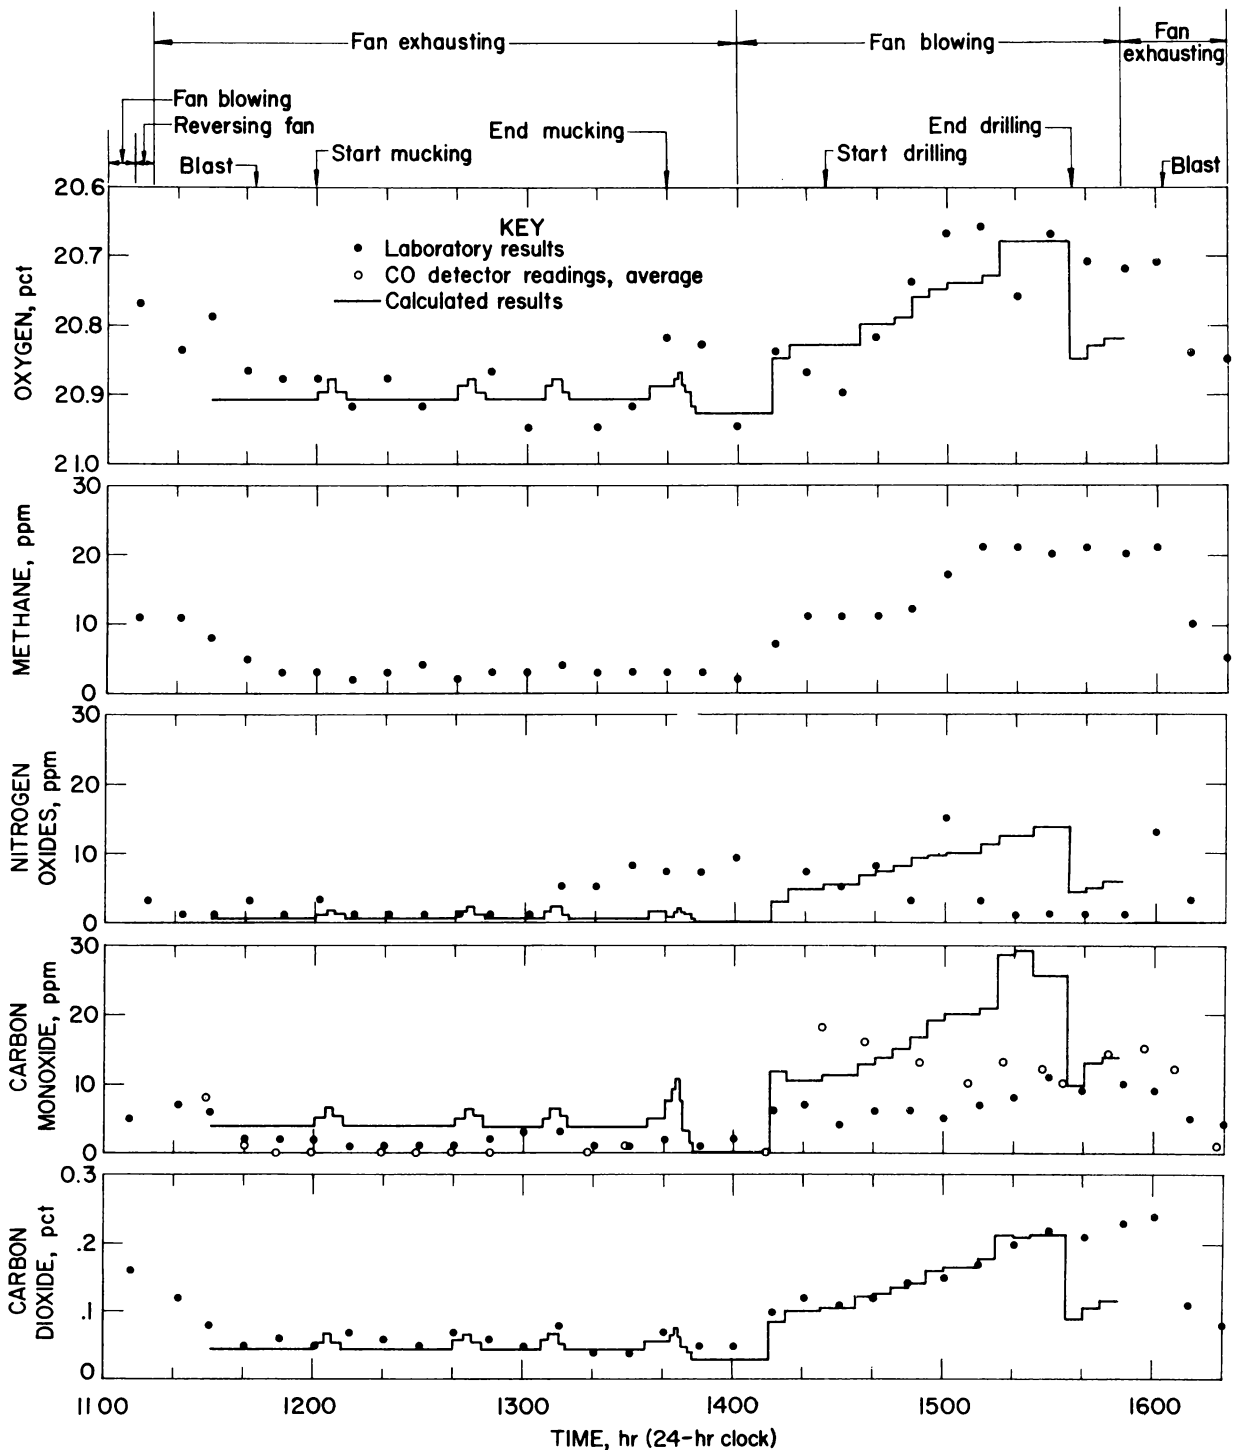 Fan exhausting
Fan blowing
Fan
exhausting
Fan blowing
Reversing fan
Blast
Start mucking
End mucking
Start drilling
End drilling
Blast
20.6
20.7
20.8
20.9
21.0
OXYGEN, pct
KEY
Laboratory results
CO detector readings, average
Calculated results
30
20
10
0
METHANE, ppm
30
20
10
0
NITROGEN
OXIDES, ppm
30
20
10
0
CARBON
MONOXIDE, ppm
0.3
.2
.1
0
CARBON
DIOXIDE, pct
1100 1200 1300 1400 1500 1600
TIME, hr (24-hr clock)